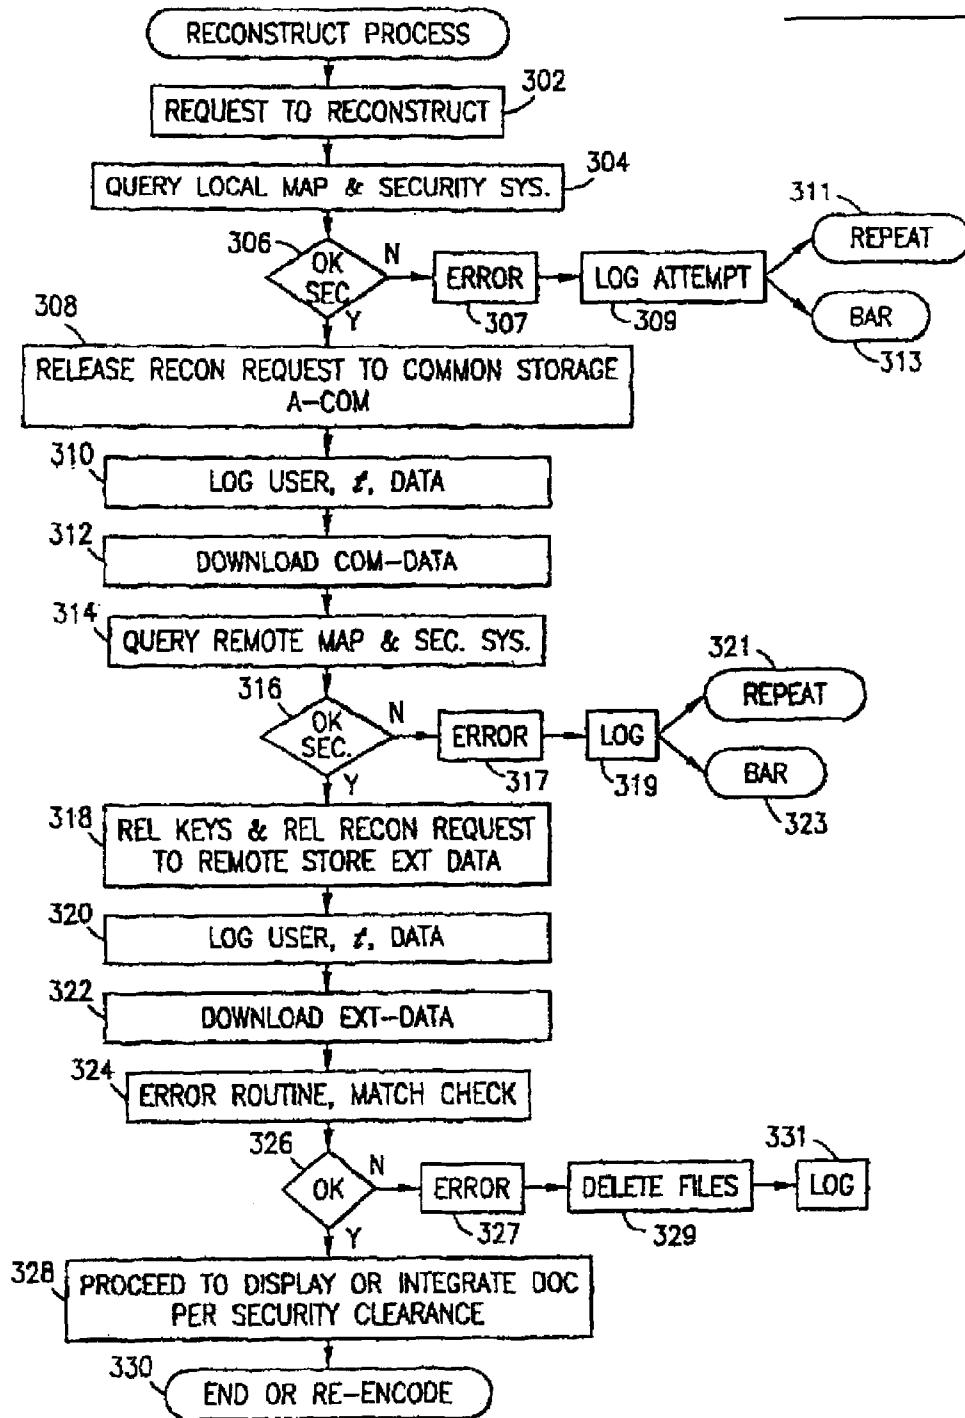 RECONSTRUCT PROCESS
302
REQUEST TO RECONSTRUCT
304
QUERY LOCAL MAP & SECURITY SYS.
306
OK
SEC
N
Y
ERROR
307
LOG ATTEMPT
309
311
REPEAT
BAR
313
308
RELEASE RECON REQUEST TO COMMON STORAGE
A-COM
310
LOG USER, t, DATA
312
DOWNLOAD COM-DATA
314
QUERY REMOTE MAP & SEC. SYS.
316
OK
SEC.
N
Y
ERROR
317
LOG
319
321
REPEAT
BAR
323
318
REL KEYS & REL RECON REQUEST
TO REMOTE STORE EXT DATA
320
LOG USER, t, DATA
322
DOWNLOAD EXT-DATA
324
ERROR ROUTINE, MATCH CHECK
326
OK
N
Y
ERROR
327
DELETE FILES
329
331
LOG
328
PROCEED TO DISPLAY OR INTEGRATE DOC
PER SECURITY CLEARANCE
330
END OR RE-ENCODE